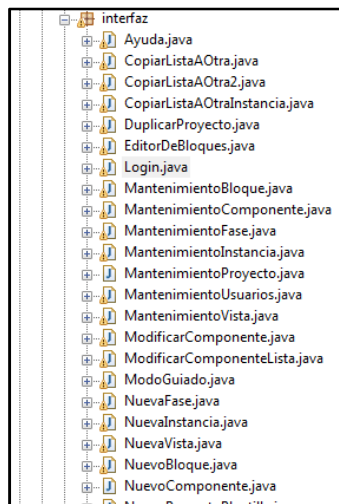 interfaz
Ayuda.java
CopiarListaAOtra.java
CopiarListaAOtra2.java
CopiarListaAOtraInstancia.java
DuplicarProyecto.java
EditorDeBloques.java
Login.java
MantenimientoBloque.java
MantenimientoComponente.java
MantenimientoFase.java
MantenimientoInstancia.java
MantenimientoProyecto.java
MantenimientoUsuarios.java
MantenimientoVista.java
ModificarComponente.java
ModificarComponenteLista.java
ModoGuiado.java
NuevaFase.java
NuevaInstancia.java
NuevaVista.java
NuevoBloque.java
NuevoComponente.java